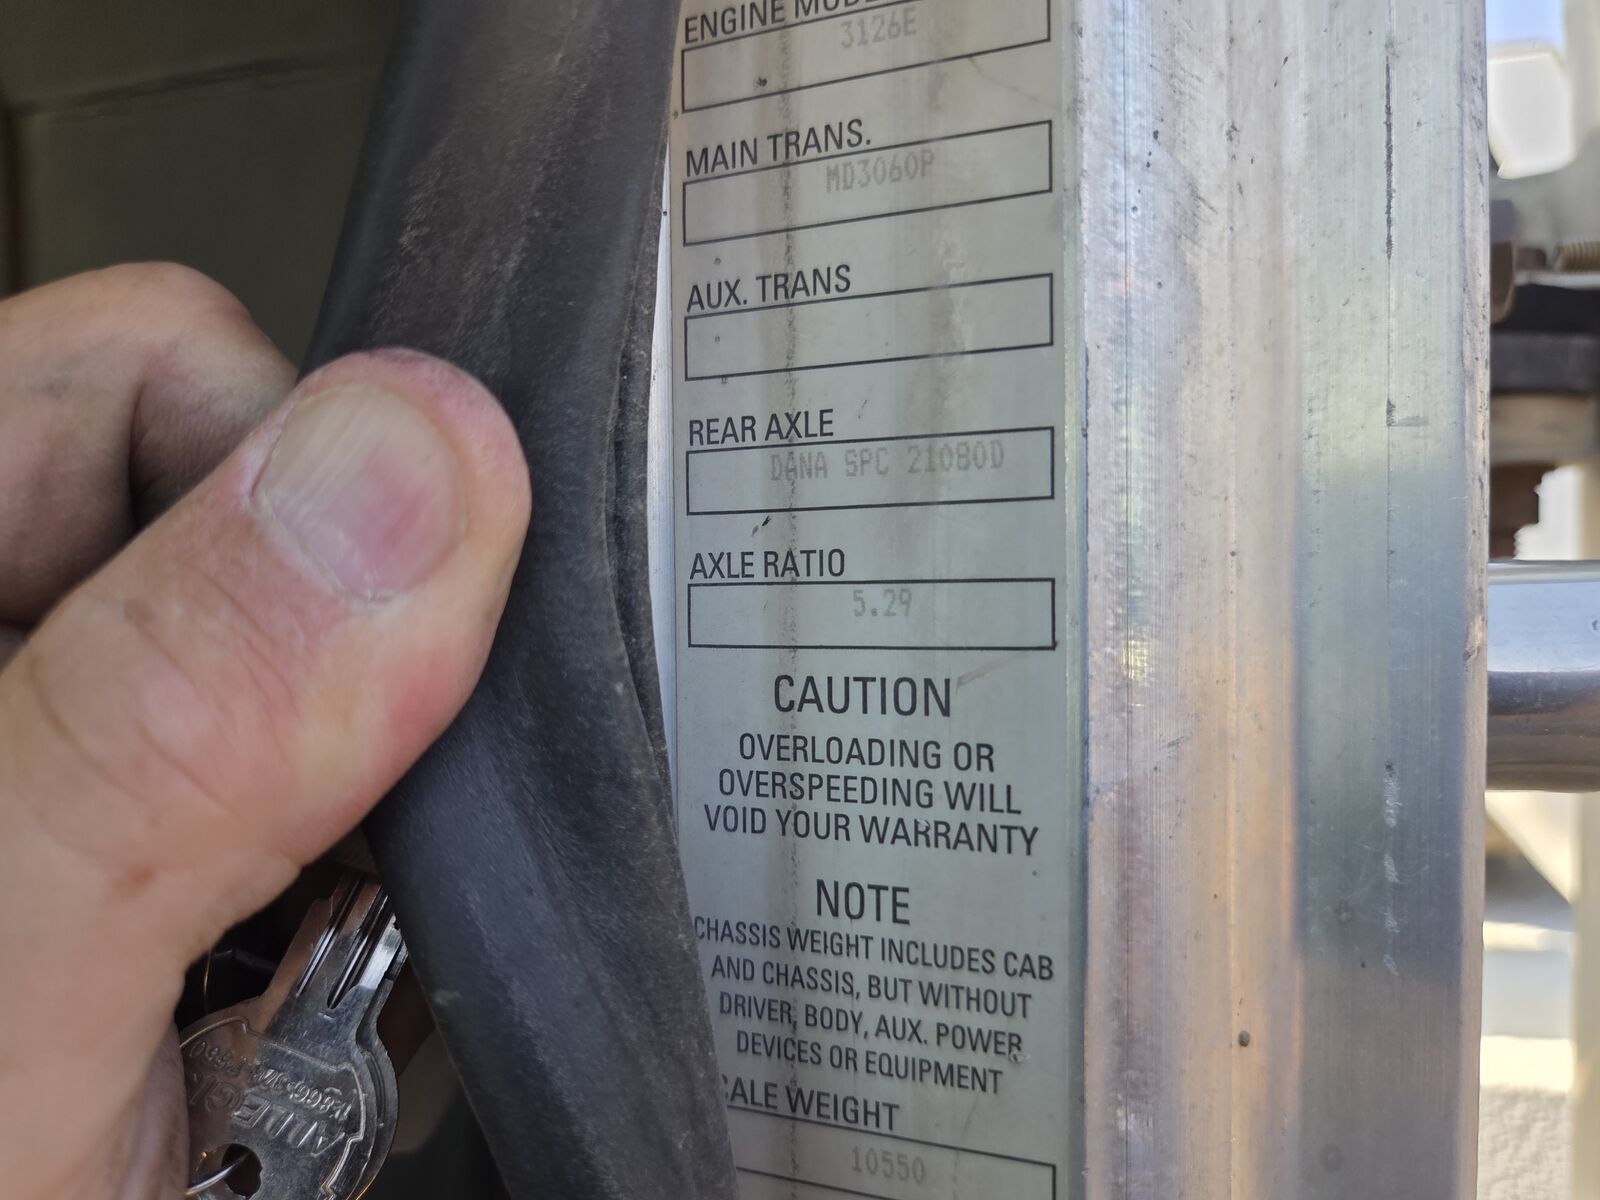 ENGINE MODEL
3126E
MAIN TRANS.
MD3060P
AUX. TRANS
REAR AXLE
DANA SPC 21080D
AXLE RATIO
5.29
CAUTION
OVERLOADING OR
OVERSPEEDING WILL
VOID YOUR WARRANTY
NOTE
CHASSIS WEIGHT INCLUDES CAB
AND CHASSIS, BUT WITHOUT
DRIVER, BODY, AUX. POWER
DEVICES OR EQUIPMENT
SCALE WEIGHT
10550